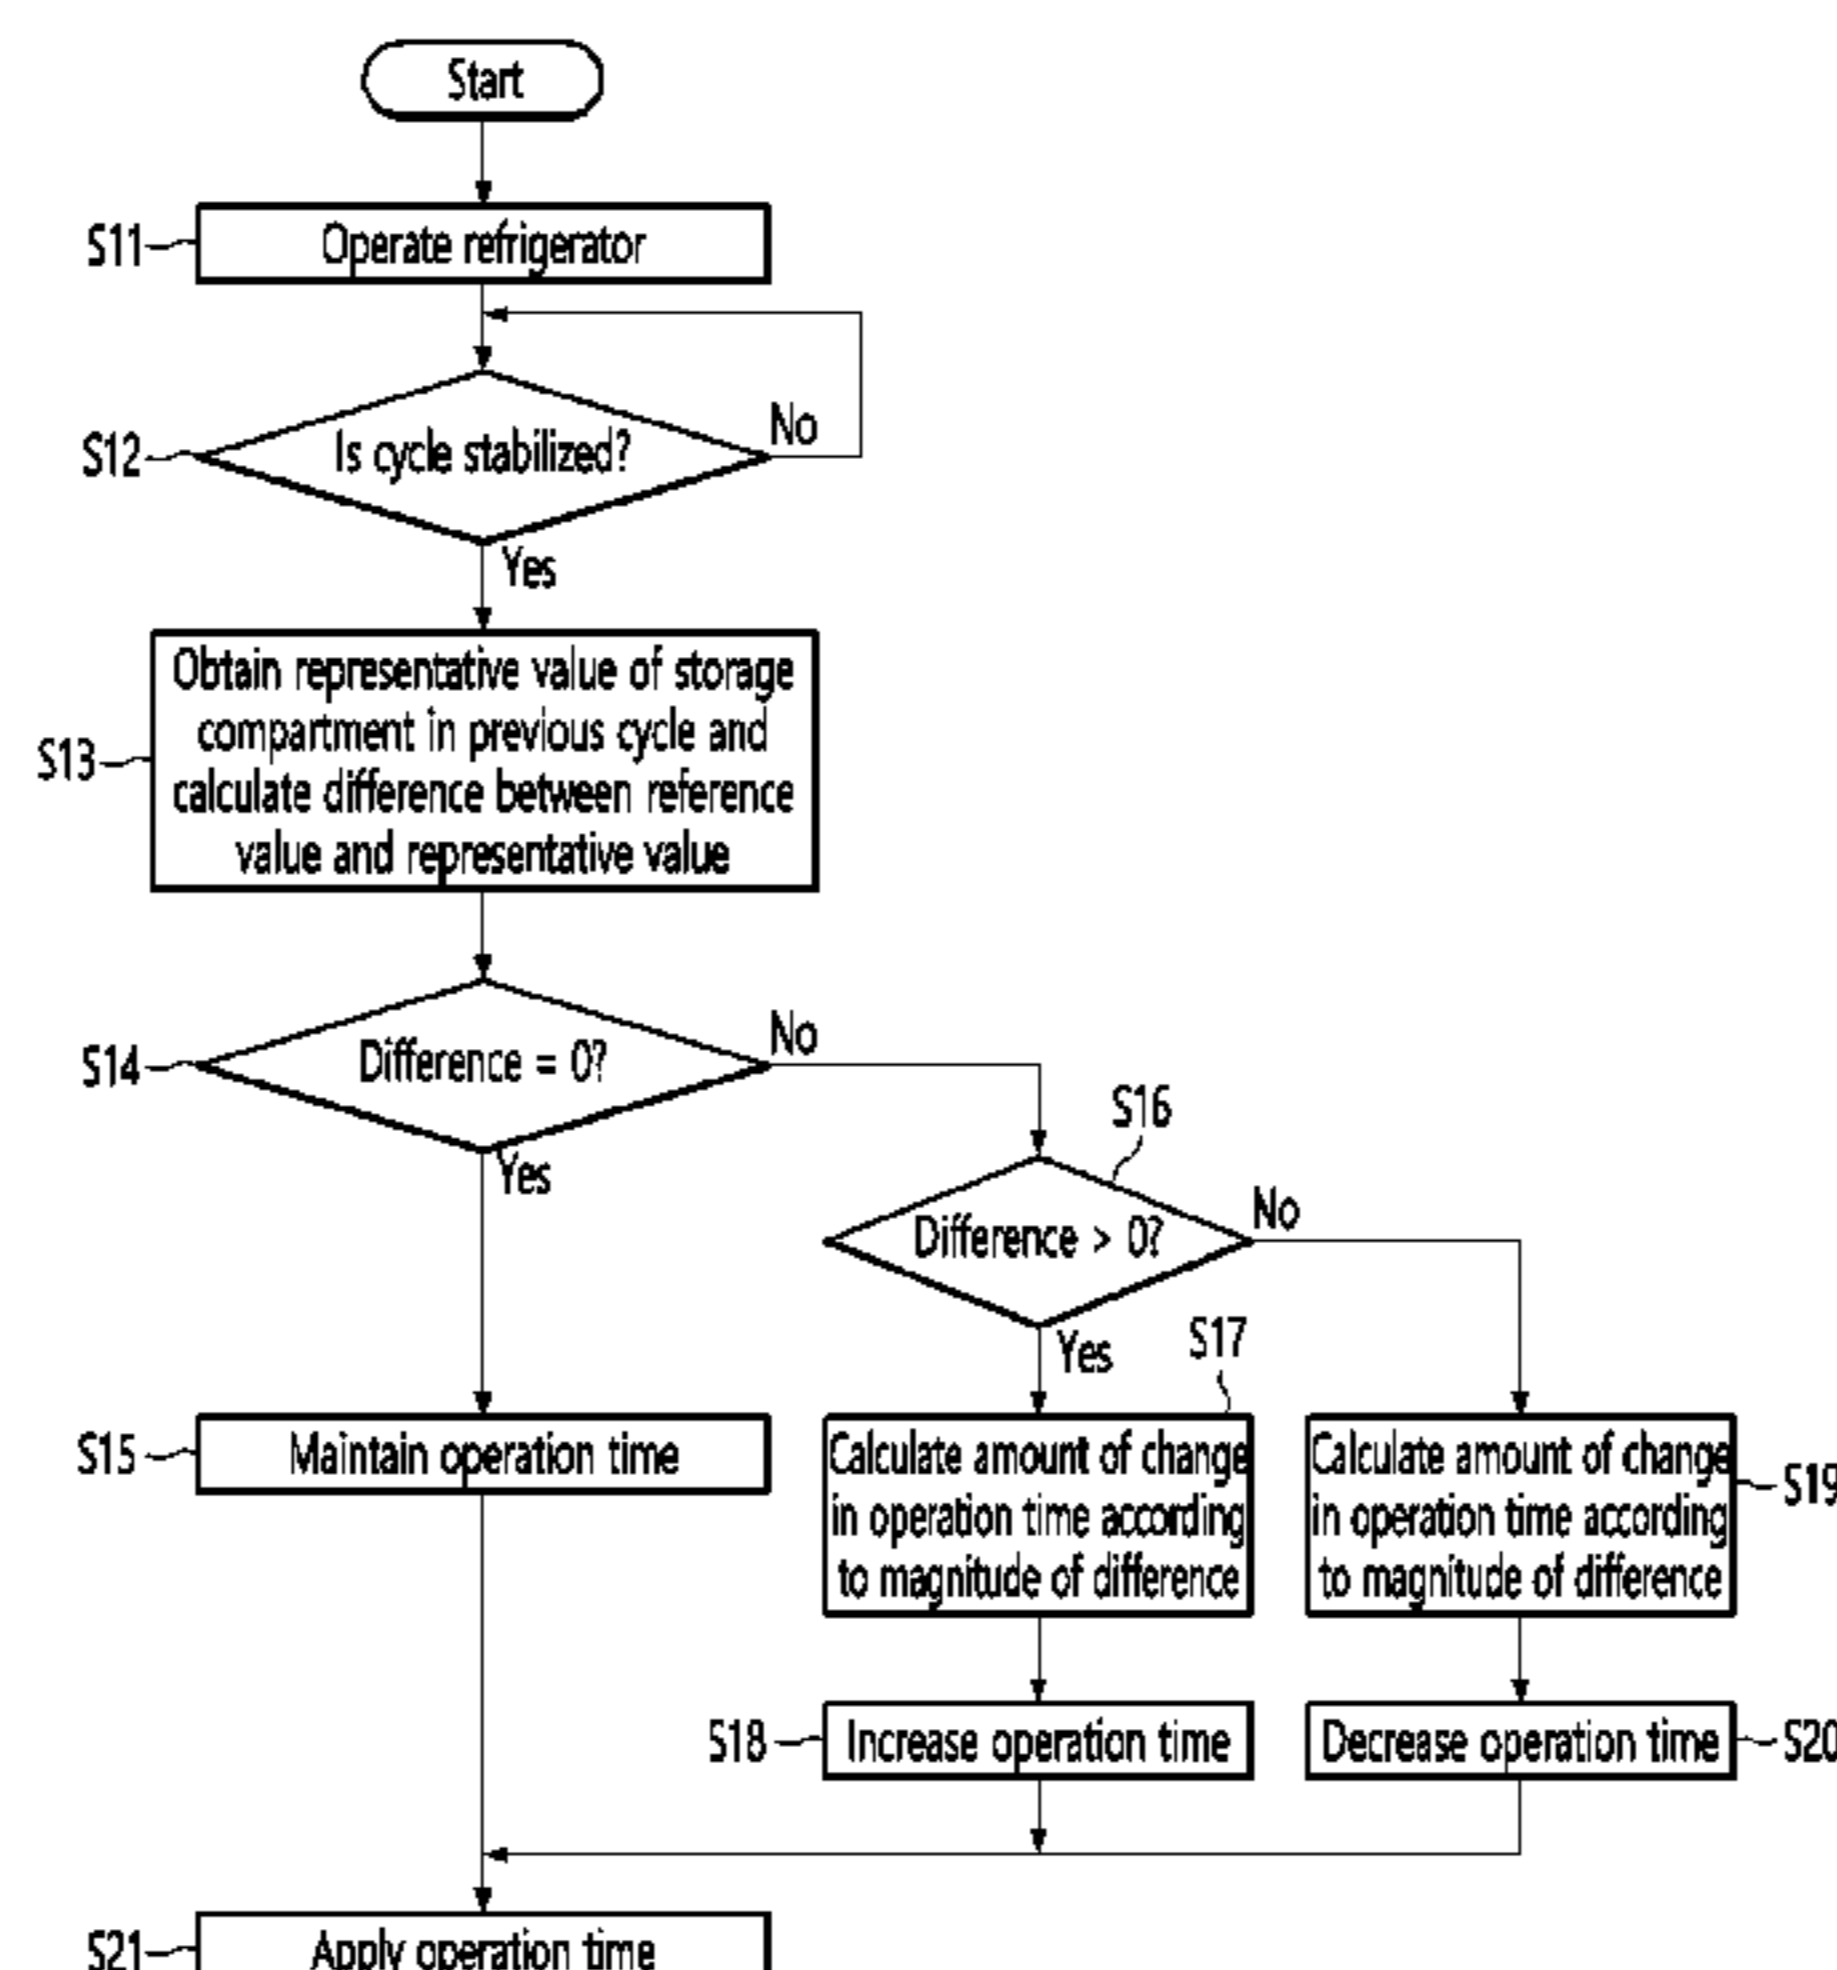 Start
S11
Operate refrigerator
S12
Is cycle stabilized?
No
Yes
S13
Obtain representative value of storage
compartment in previous cycle and
calculate difference between reference
value and representative value
S14
Difference = 0?
No
Yes
S16
Difference > 0?
No
Yes
S15
Maintain operation time
S17
Calculate amount of change
in operation time according
to magnitude of difference
Calculate amount of change
in operation time according
to magnitude of difference
S19
S18
Increase operation time
Decrease operation time
S20
S21
Apply operation time